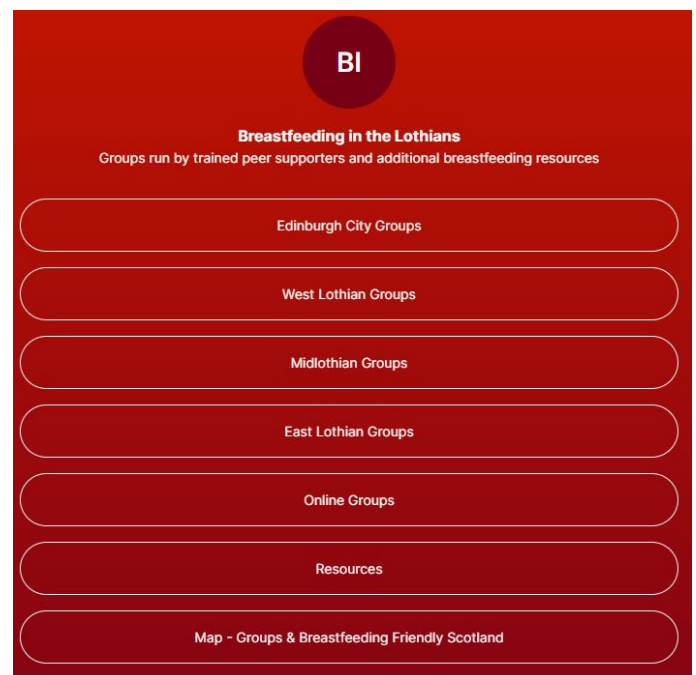 BI
Breastfeeding in the Lothians
Groups run by trained peer supporters and additional breastfeeding resources
Edinburgh City Groups
West Lothian Groups
Midlothian Groups
East Lothian Groups
Online Groups
Resources
Map - Groups & Breastfeeding Friendly Scotland